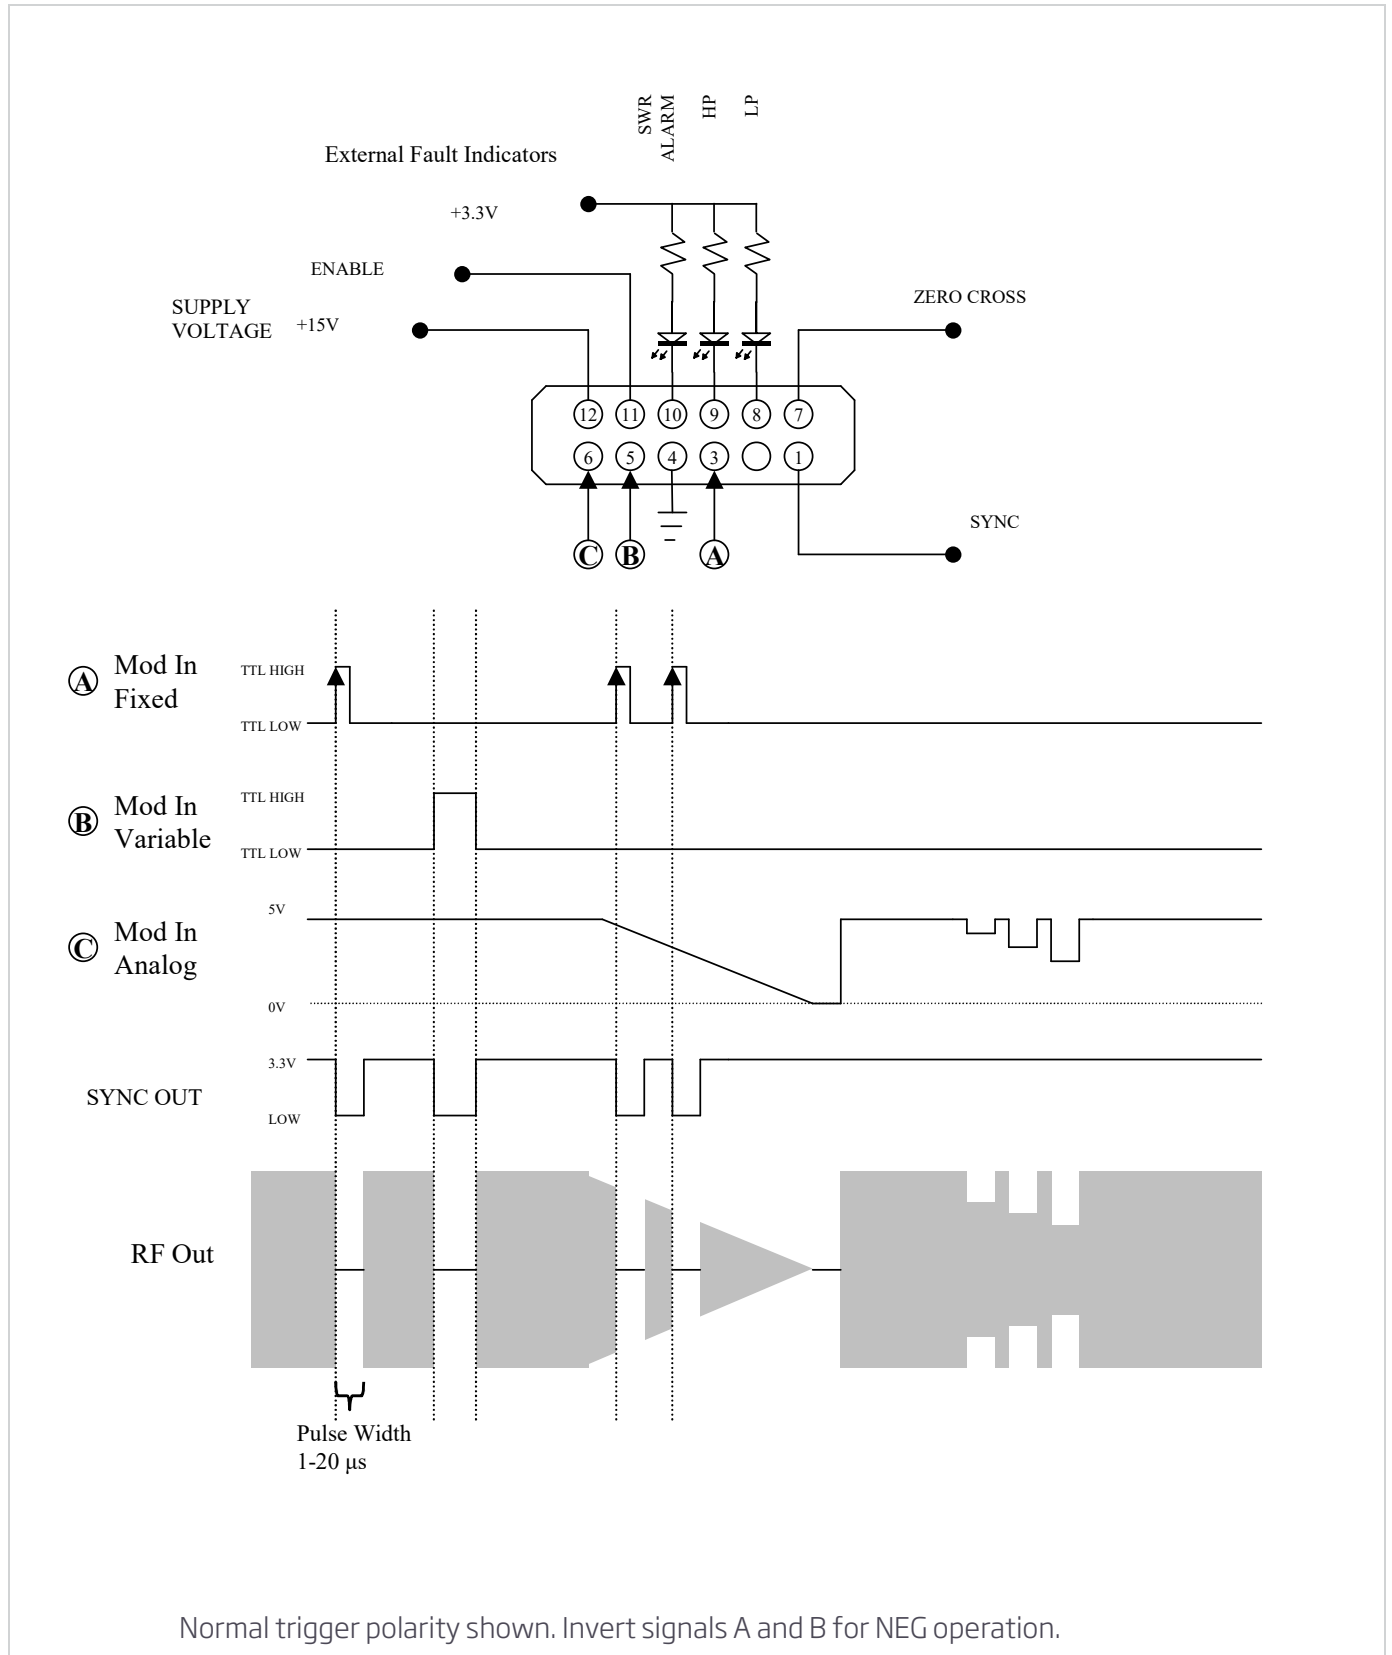 SWR
ALARM
HP
LP
External Fault Indicators
+3.3V
ENABLE
SUPPLY
VOLTAGE
+15V
ZERO CROSS
12 11 10 9 8 7
6 5 4 3 1
SYNC
C B A
A
Mod In
Fixed
TTL HIGH
TTL LOW
B
Mod In
Variable
TTL HIGH
TTL LOW
C
Mod In
Analog
5V
0V
SYNC OUT
3.3V
LOW
RF Out
Pulse Width
1-20 µs
Normal trigger polarity shown. Invert signals A and B for NEG operation.